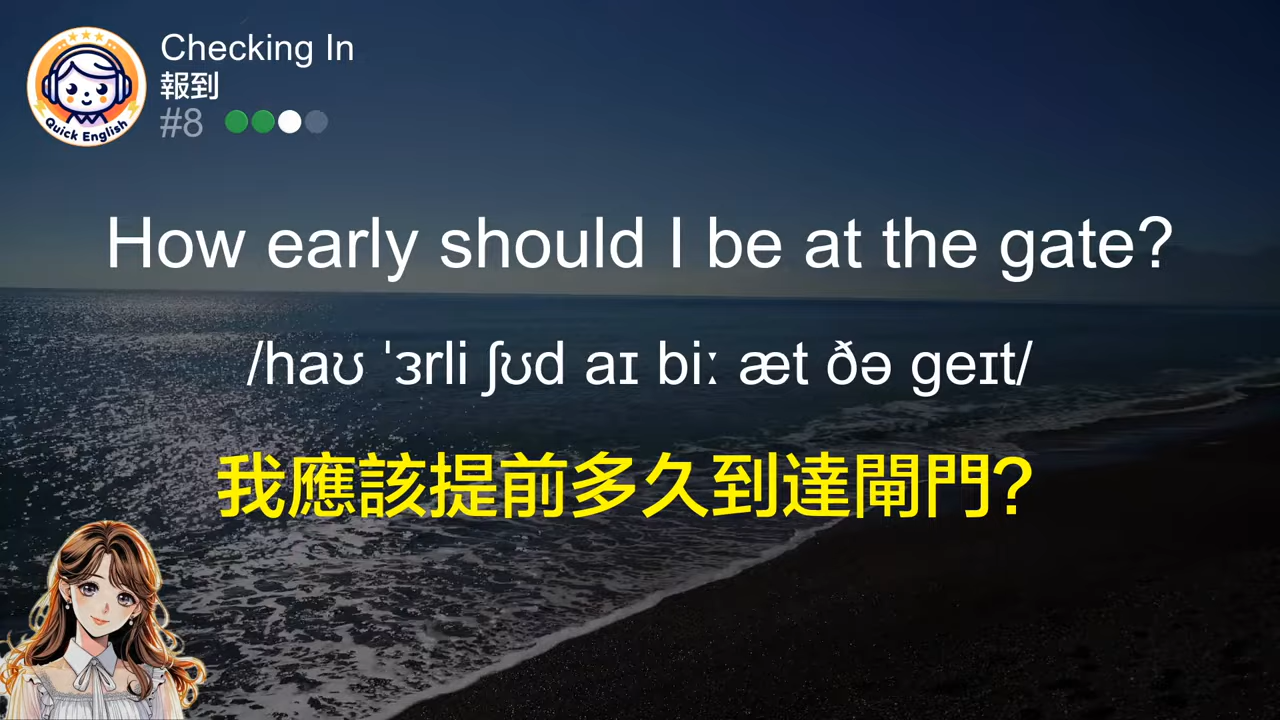 Checking In
報到
#8
Quick English
How early should I be at the gate?
/haʊ ˈɜrli ʃʊd aɪ biː æt ðə geɪt/
我應該提前多久到達閘門?